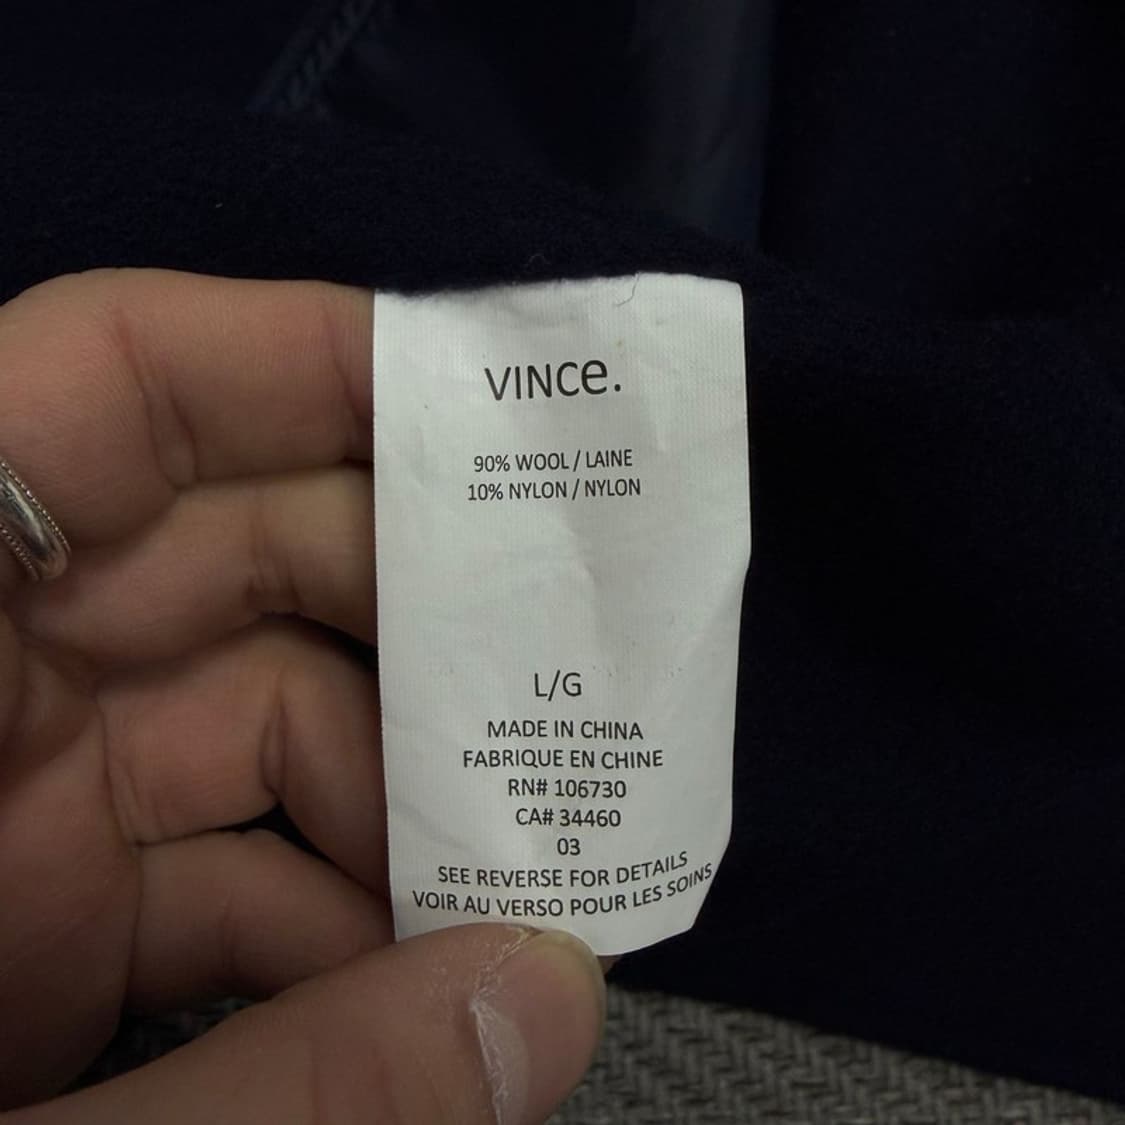 VINCe.
90% WOOL / LAINE
10% NYLON / NYLON
L/G
MADE IN CHINA
FABRIQUE EN CHINE
RN# 106730
CA# 34460
03
SEE REVERSE FOR DETAILS
VOIR AU VERSO POUR LES SOINS